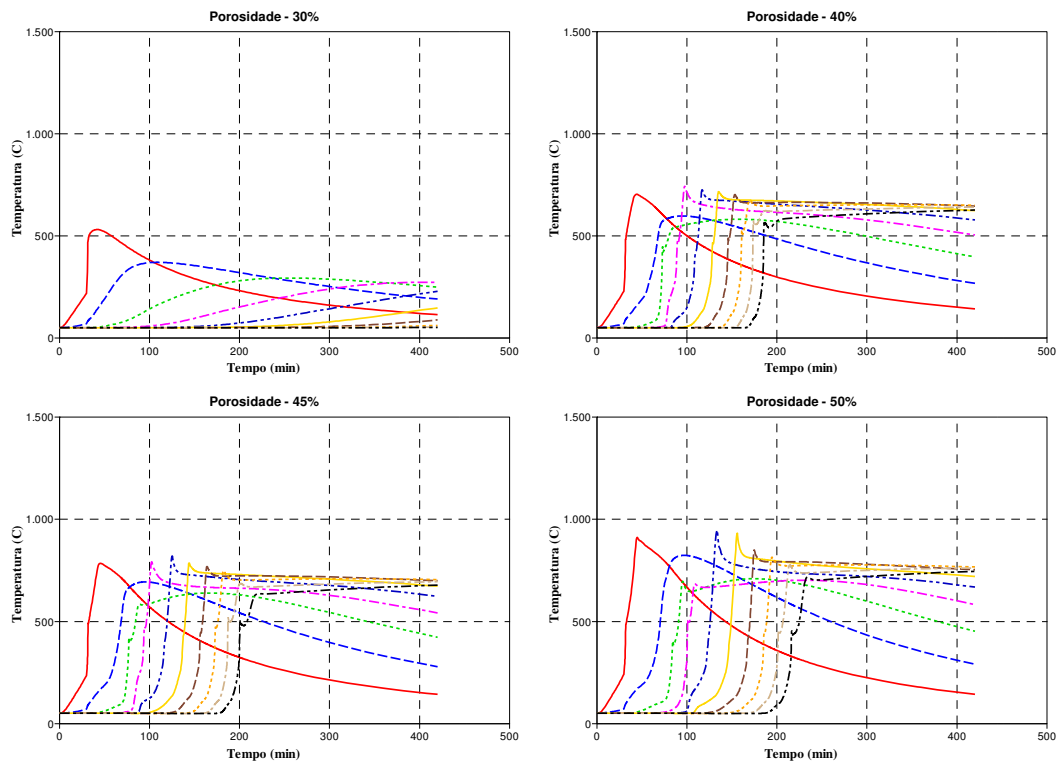 Porosidade - 30%
1.500
1.000
500
0
Temperatura (C)
0 100 200 300 400 500
Tempo (min)
Porosidade - 40%
1.500
1.000
500
0
Temperatura (C)
0 100 200 300 400 500
Tempo (min)
Porosidade - 45%
1.500
1.000
500
0
Temperatura (C)
0 100 200 300 400 500
Tempo (min)
Porosidade - 50%
1.500
1.000
500
0
Temperatura (C)
0 100 200 300 400 500
Tempo (min)